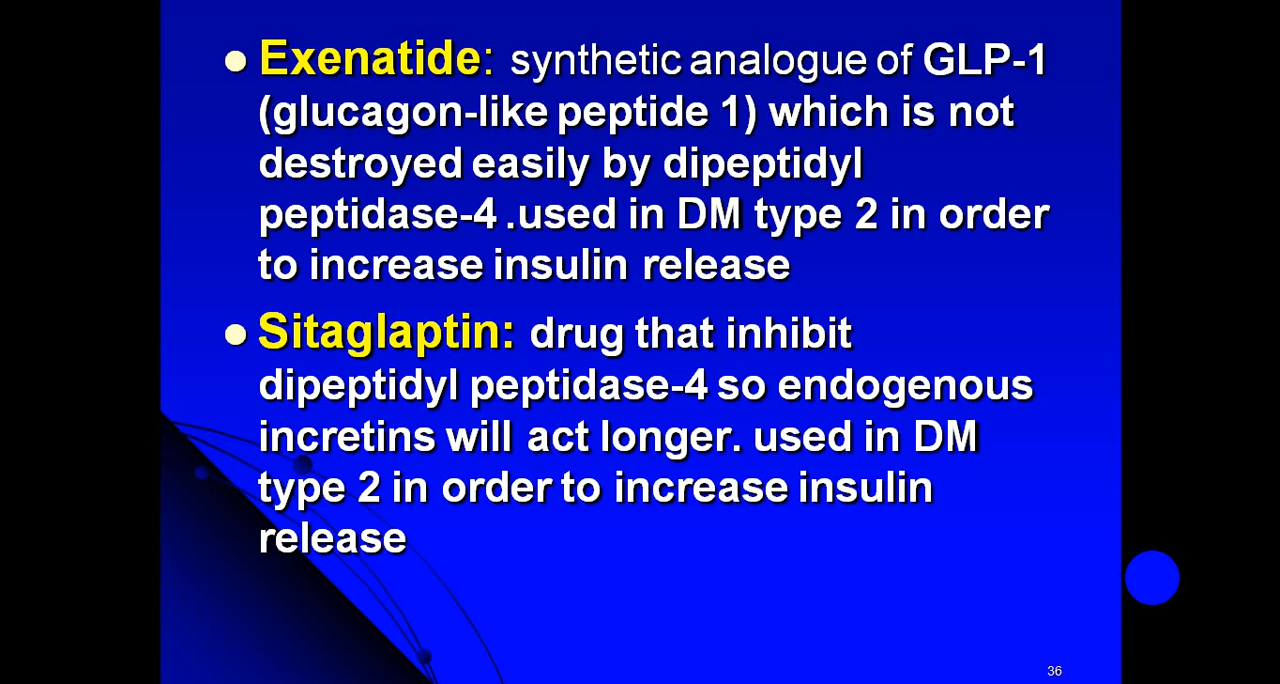 ● Exenatide: synthetic analogue of GLP-1
(glucagon-like peptide 1) which is not
destroyed easily by dipeptidyl
peptidase-4 .used in DM type 2 in order
to increase insulin release
● Sitaglaptin: drug that inhibit
dipeptidyl peptidase-4 so endogenous
incretins will act longer. used in DM
type 2 in order to increase insulin
release
36